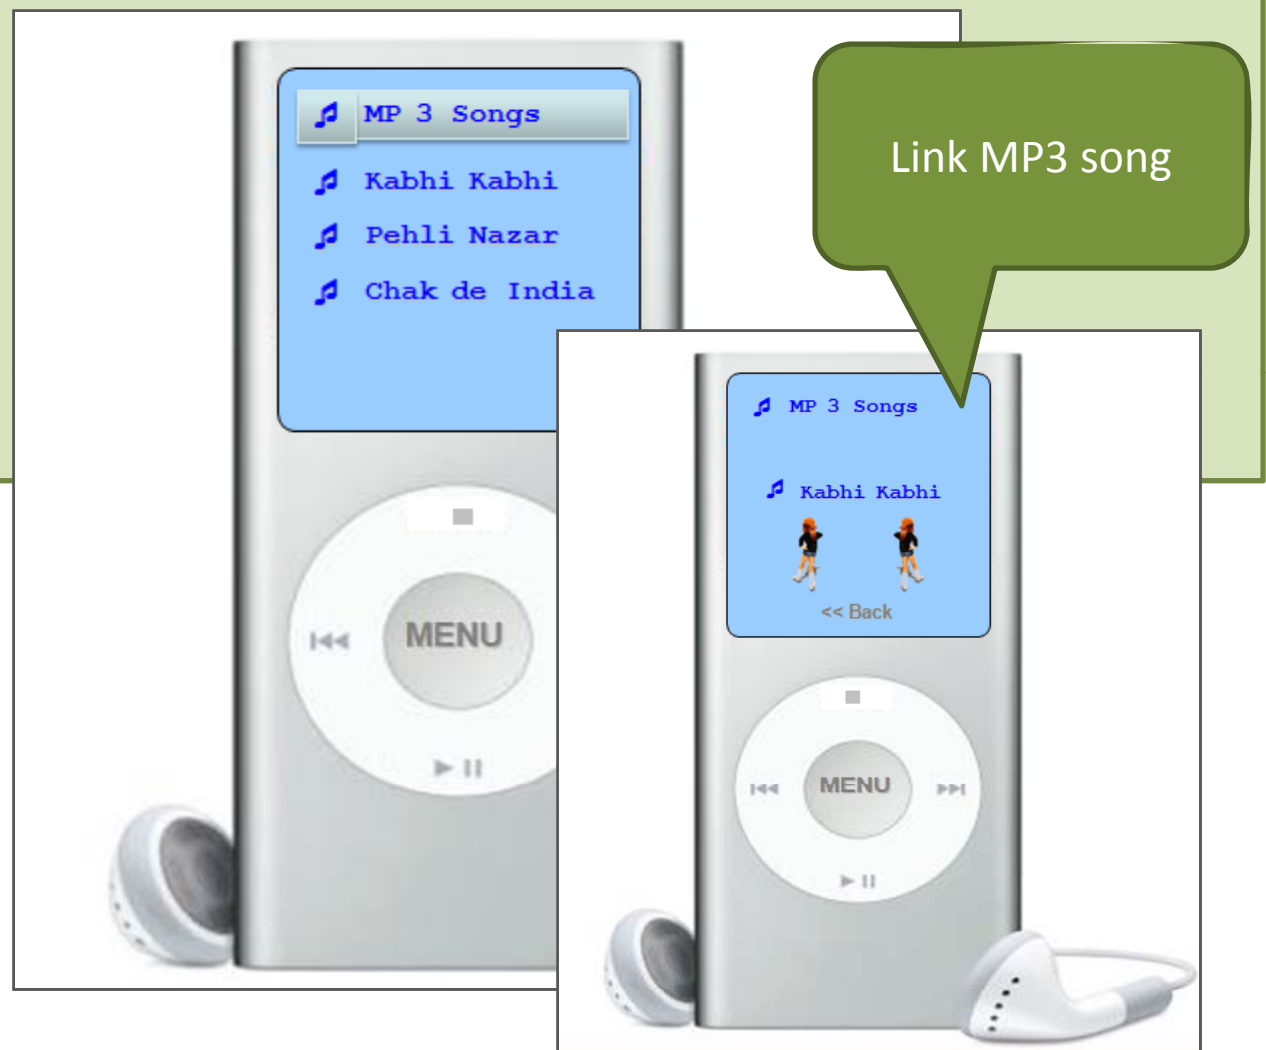 MP 3 Songs
Kabhi Kabhi
Pehli Nazar
Chak de India
MENU
Link MP3 song
MP 3 Songs
Kabhi Kabhi
<< Back
MENU